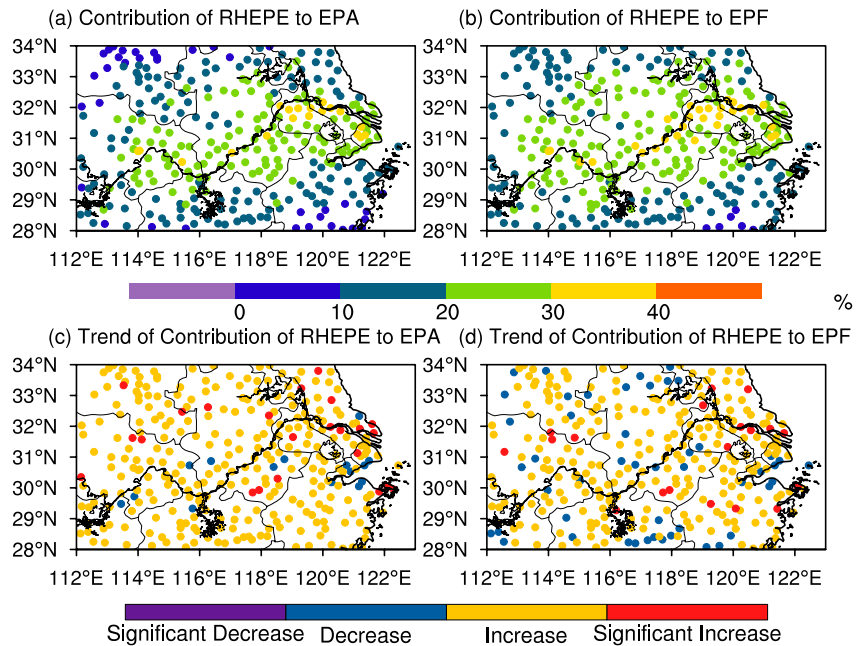 (a) Contribution of RHEPE to EPA
(b) Contribution of RHEPE to EPF
34°N
33°N
32°N
31°N
30°N
29°N
28°N
112°E 114°E 116°E 118°E 120°E 122°E
34°N
33°N
32°N
31°N
30°N
29°N
28°N
112°E 114°E 116°E 118°E 120°E 122°E
0 10 20 30 40 %
(c) Trend of Contribution of RHEPE to EPA
(d) Trend of Contribution of RHEPE to EPF
34°N
33°N
32°N
31°N
30°N
29°N
28°N
112°E 114°E 116°E 118°E 120°E 122°E
34°N
33°N
32°N
31°N
30°N
29°N
28°N
112°E 114°E 116°E 118°E 120°E 122°E
Significant Decrease Decrease Increase Significant Increase